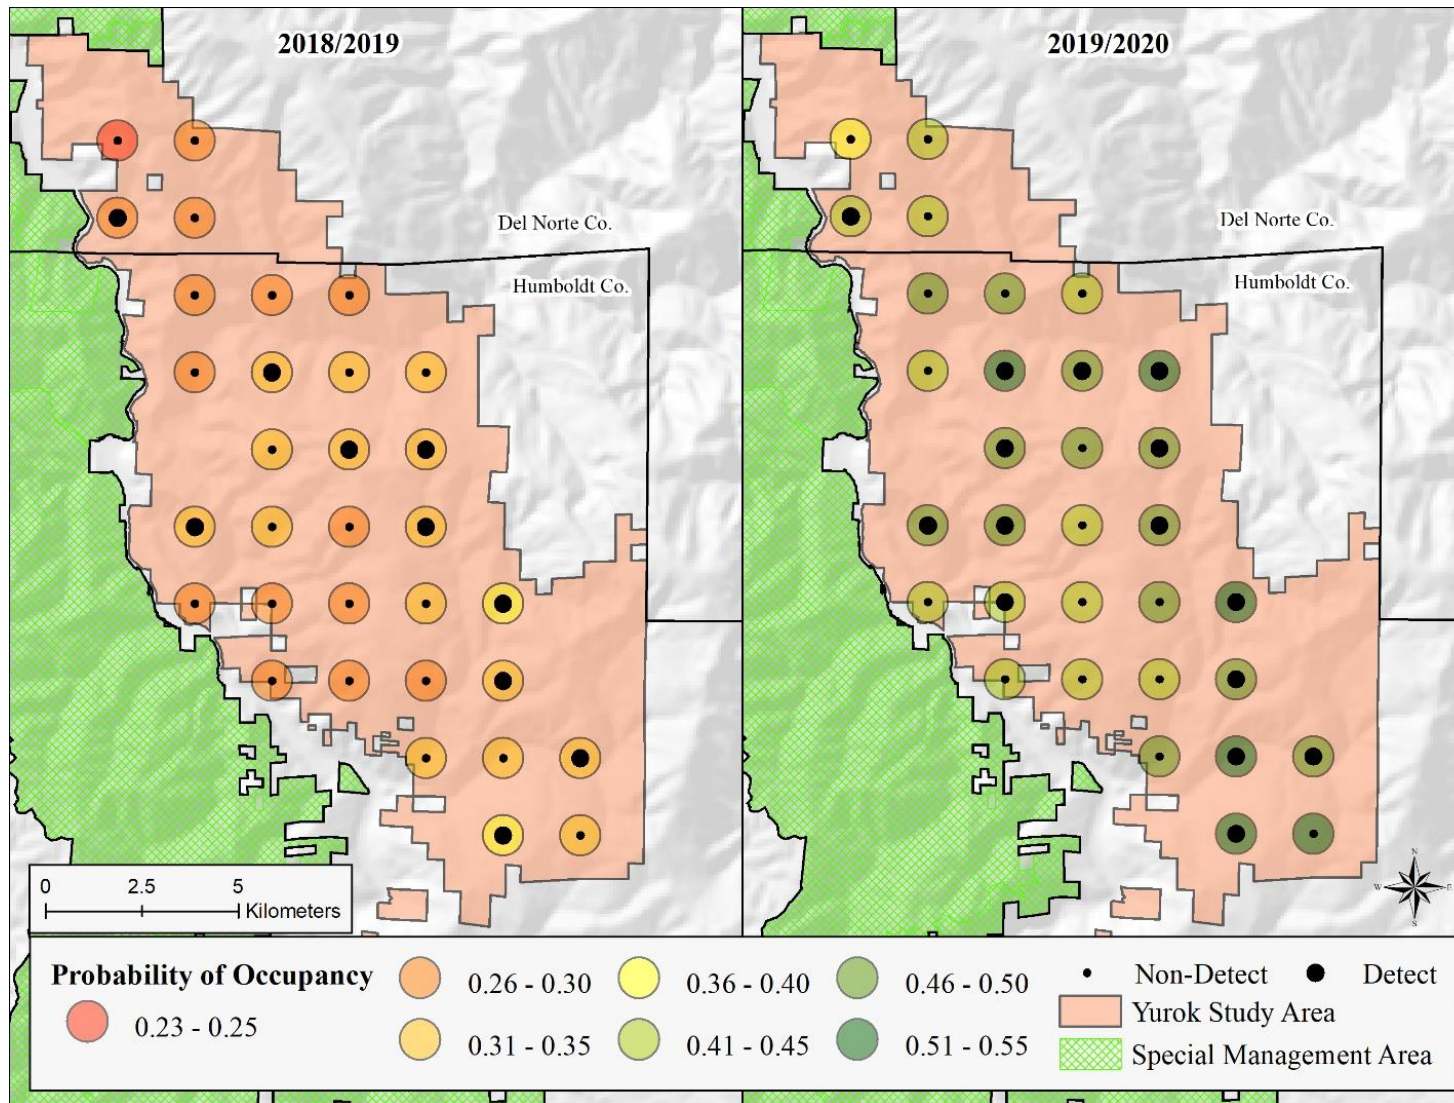 2018/2019
2019/2020
Del Norte Co.
Del Norte Co.
Humboldt Co.
Humboldt Co.
0 2.5 5
Kilometers
N
W E
S
Probability of Occupancy
0.23 - 0.25
0.26 - 0.30
0.31 - 0.35
0.36 - 0.40
0.41 - 0.45
0.46 - 0.50
0.51 - 0.55
Non-Detect
Detect
Yurok Study Area
Special Management Area